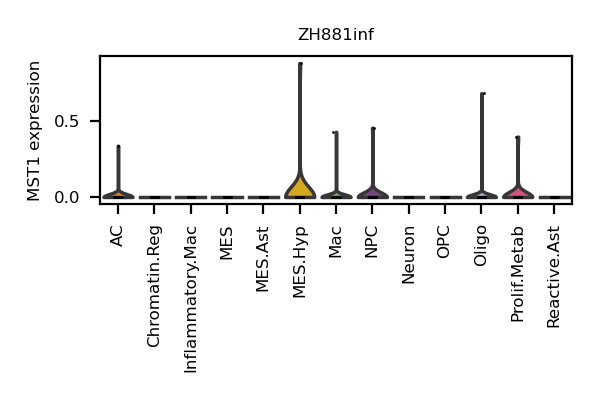 ZH881inf
MST1 expression
0.5
0.0
AC
Chromatin.Reg
Inflammatory.Mac
MES
MES.Ast
MES.Hyp
Mac
NPC
Neuron
OPC
Oligo
Prolif.Metab
Reactive.Ast